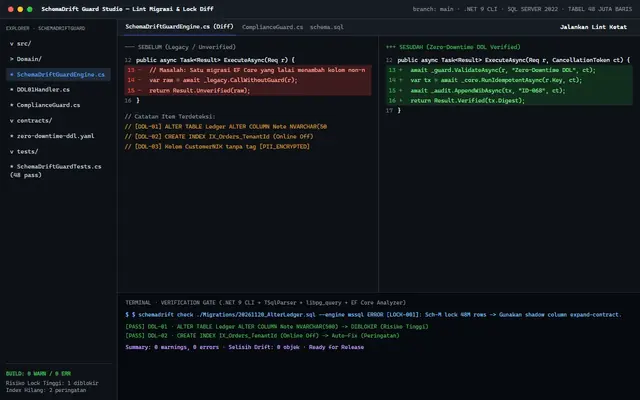 SchemaDrift Guard Studio — Lint Migrasi & Lock Diff
branch: main · .NET 9 CLI · SQL SERVER 2022 · TABEL 48 JUTA BARIS
EXPLORER - SCHEMADRIFTGUARD
v src/
> Domain/
* SchemaDriftGuardEngine.cs
* DDL01Handler.cs
* ComplianceGuard.cs
v contracts/
* zero-downtime-ddl.yaml
v tests/
* SchemaDriftGuardTests.cs
(48 pass)
BUILD: 0 WARN / 0 ERR
Risiko Lock Tinggi: 1 diblokir
Index Hilang: 2 peringatan
SchemaDriftGuardEngine.cs (Diff)
ComplianceGuard.cs
schema.sql
Jalankan Lint Ketat
--- SEBELUM (Legacy / Unverified)
12 public async Task<Result> ExecuteAsync(Req r) {
13 - // Masalah: Satu migrasi EF Core yang lalai menambah kolom non-n
14 - var raw = await _legacy.CallWithoutGuard(r);
15 - return Result.Unverified(raw);
16 }
// Catatan Item Terdeteksi:
// [DDL-01] ALTER TABLE Ledger ALTER COLUMN Note NVARCHAR(50
// [DDL-02] CREATE INDEX IX_Orders_TenantId (Online Off)
// [DDL-03] Kolom CustomerNIK tanpa tag [PII_ENCRYPTED]
+++ SESUDAH (Zero-Downtime DDL Verified)
12 public async Task<Result> ExecuteAsync(Req r, CancellationToken ct) {
13 + await _guard.ValidateAsync(r, "Zero-Downtime DDL", ct);
14 + var tx = await _core.RunIdempotentAsync(r.Key, ct);
15 + await _audit.AppendWibAsync(tx, "ID-068", ct);
16 + return Result.Verified(tx.Digest);
17 }
TERMINAL - VERIFICATION GATE (.NET 9 CLI + TSqlParser + libpg_query + EF Core Analyzer)
$ $ schemadrift check ./Migrations/20261120_AlterLedger.sql --engine mssql ERROR [LOCK-001]: Sch-M lock 48M rows -> Gunakan shadow column expand-contract.
[PASS] DDL-01 · ALTER TABLE Ledger ALTER COLUMN Note NVARCHAR(500) -> DIBLOKIR (Risiko Tinggi)
[PASS] DDL-02 · CREATE INDEX IX_Orders_TenantId (Online Off) -> Auto-Fix (Peringatan)
Summary: 0 warnings, 0 errors · Selisih Drift: 0 objek · Ready for Release